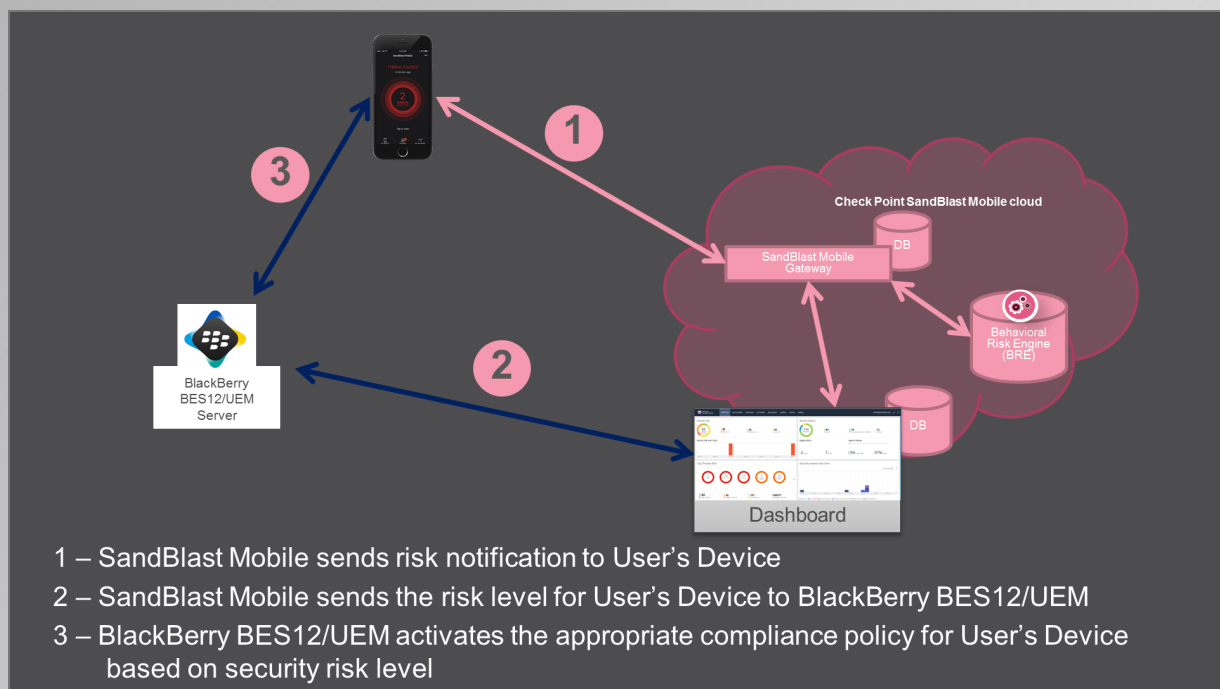 SandBlast Mobile
2
1
3
Check Point SandBlast Mobile cloud
DB
SandBlast Mobile
Gateway
Behavioral
Risk Engine
(BRE)
BlackBerry
BES12/UEM
Server
2
DB
Dashboard
1 – SandBlast Mobile sends risk notification to User's Device
2 – SandBlast Mobile sends the risk level for User's Device to BlackBerry BES12/UEM
3 – BlackBerry BES12/UEM activates the appropriate compliance policy for User's Device
based on security risk level